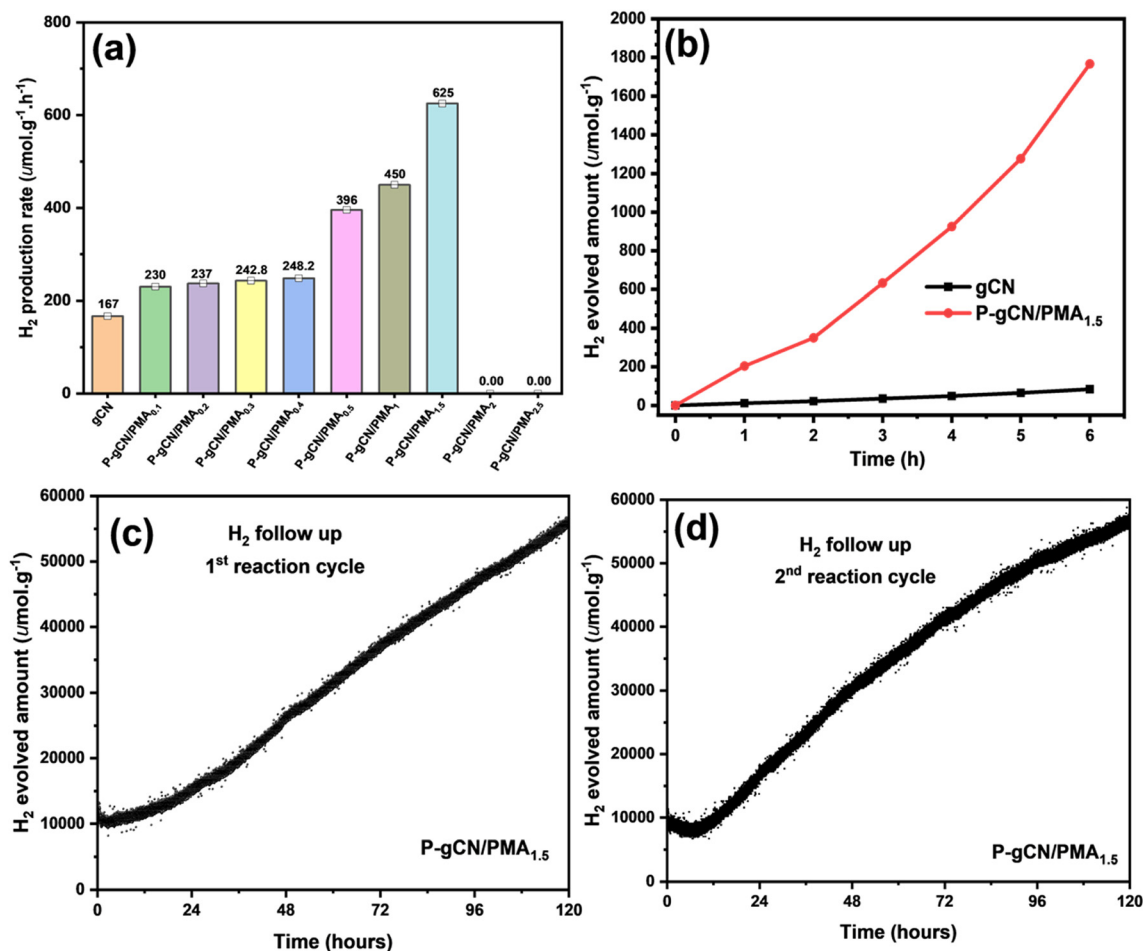 (a)
H₂ production rate (umol.g⁻¹.h⁻¹)
800
600
400
200
0
167
230
237
242.8
248.2
396
450
625
0.00
0.00
gCN
P-gCN/PMA₀.₁
P-gCN/PMA₀.₂
P-gCN/PMA₀.₃
P-gCN/PMA₀.₄
P-gCN/PMA₀.₅
P-gCN/PMA₁
P-gCN/PMA₁.₅
P-gCN/PMA₂
P-gCN/PMA₂.₅
(b)
H₂ evolved amount (umol.g⁻¹)
2000
1800
1600
1400
1200
1000
800
600
400
200
0
gCN
P-gCN/PMA₁.₅
0 1 2 3 4 5 6
Time (h)
(c)
H₂ follow up
1st reaction cycle
H₂ evolved amount (umol.g⁻¹)
60000
50000
40000
30000
20000
10000
0
P-gCN/PMA₁.₅
0 24 48 72 96 120
Time (hours)
(d)
H₂ follow up
2nd reaction cycle
H₂ evolved amount (umol.g⁻¹)
60000
50000
40000
30000
20000
10000
0
P-gCN/PMA₁.₅
0 24 48 72 96 120
Time (hours)